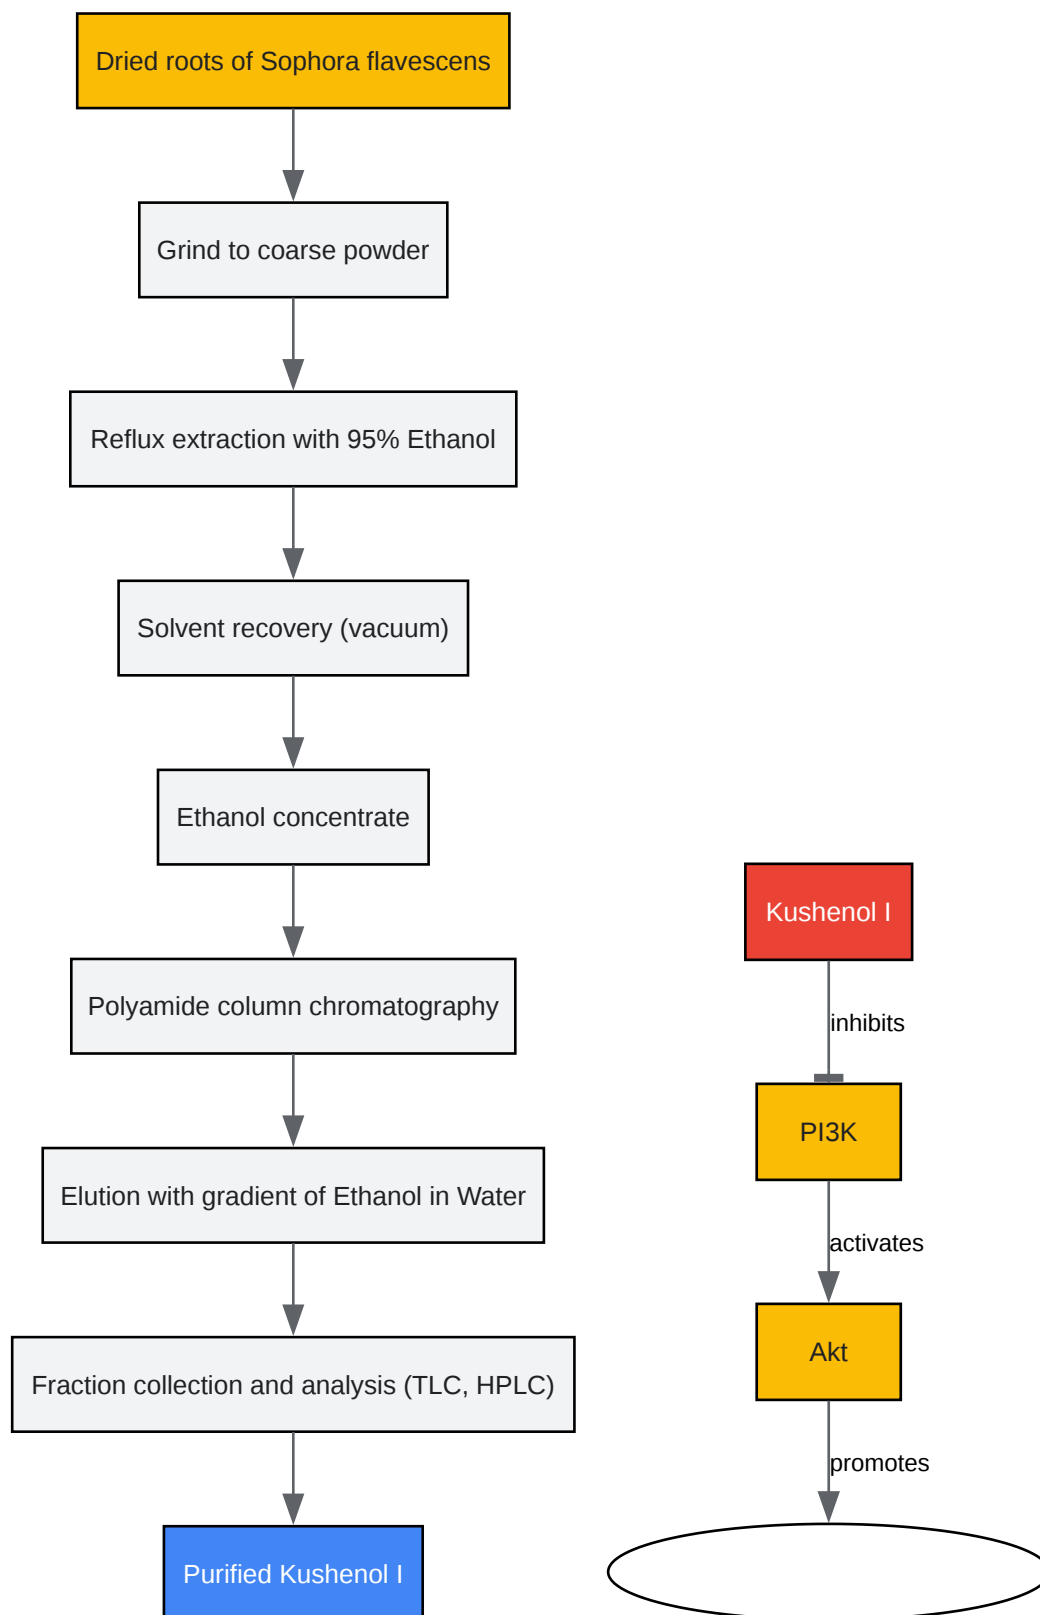 Dried roots of Sophora flavescens
Grind to coarse powder
Reflux extraction with 95% Ethanol
Solvent recovery (vacuum)
Ethanol concentrate
Polyamide column chromatography
Elution with gradient of Ethanol in Water
Fraction collection and analysis (TLC, HPLC)
Purified Kushenol I
Kushenol I
inhibits
PI3K
activates
Akt
promotes